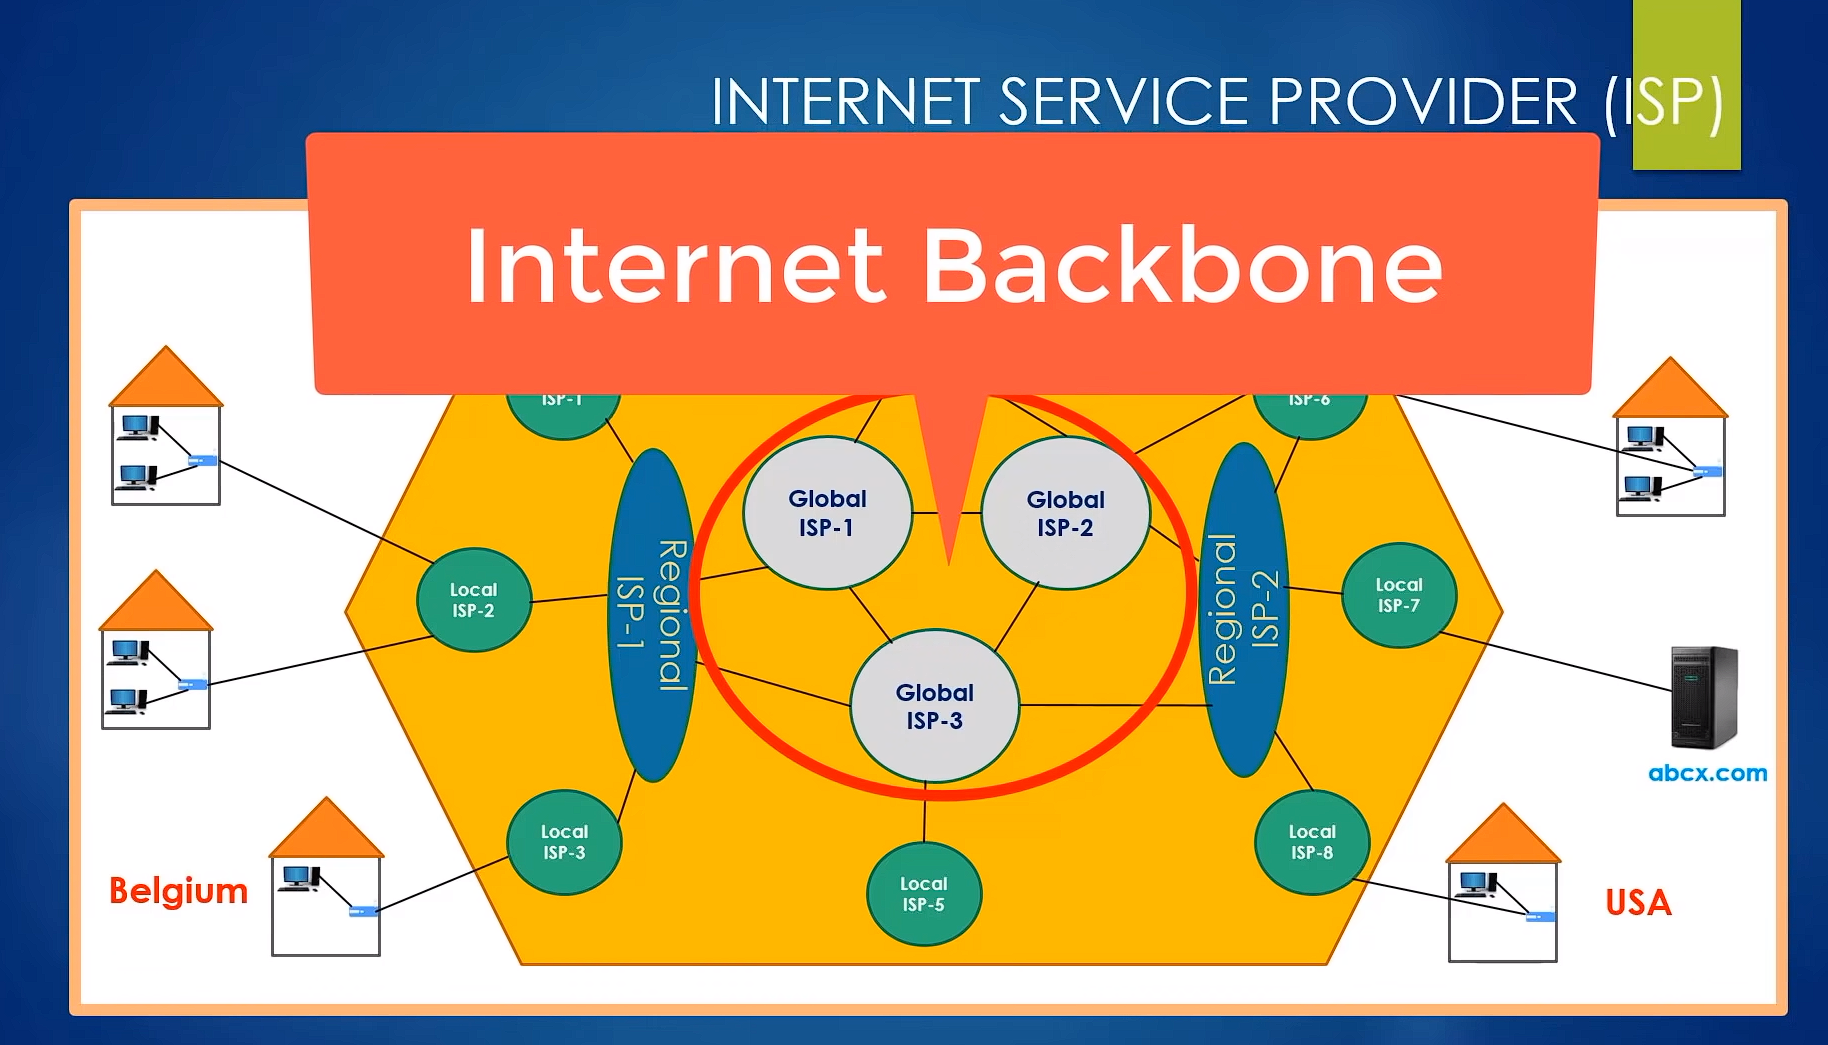 INTERNET SERVICE PROVIDER (ISP)
Internet Backbone
ISP-1
ISP-6
Global
ISP-1
Global
ISP-2
Regional
ISP-1
Regional
ISP-2
Local
ISP-2
Local
ISP-7
Global
ISP-3
abcx.com
Local
ISP-3
Local
ISP-8
Local
ISP-5
Belgium
USA